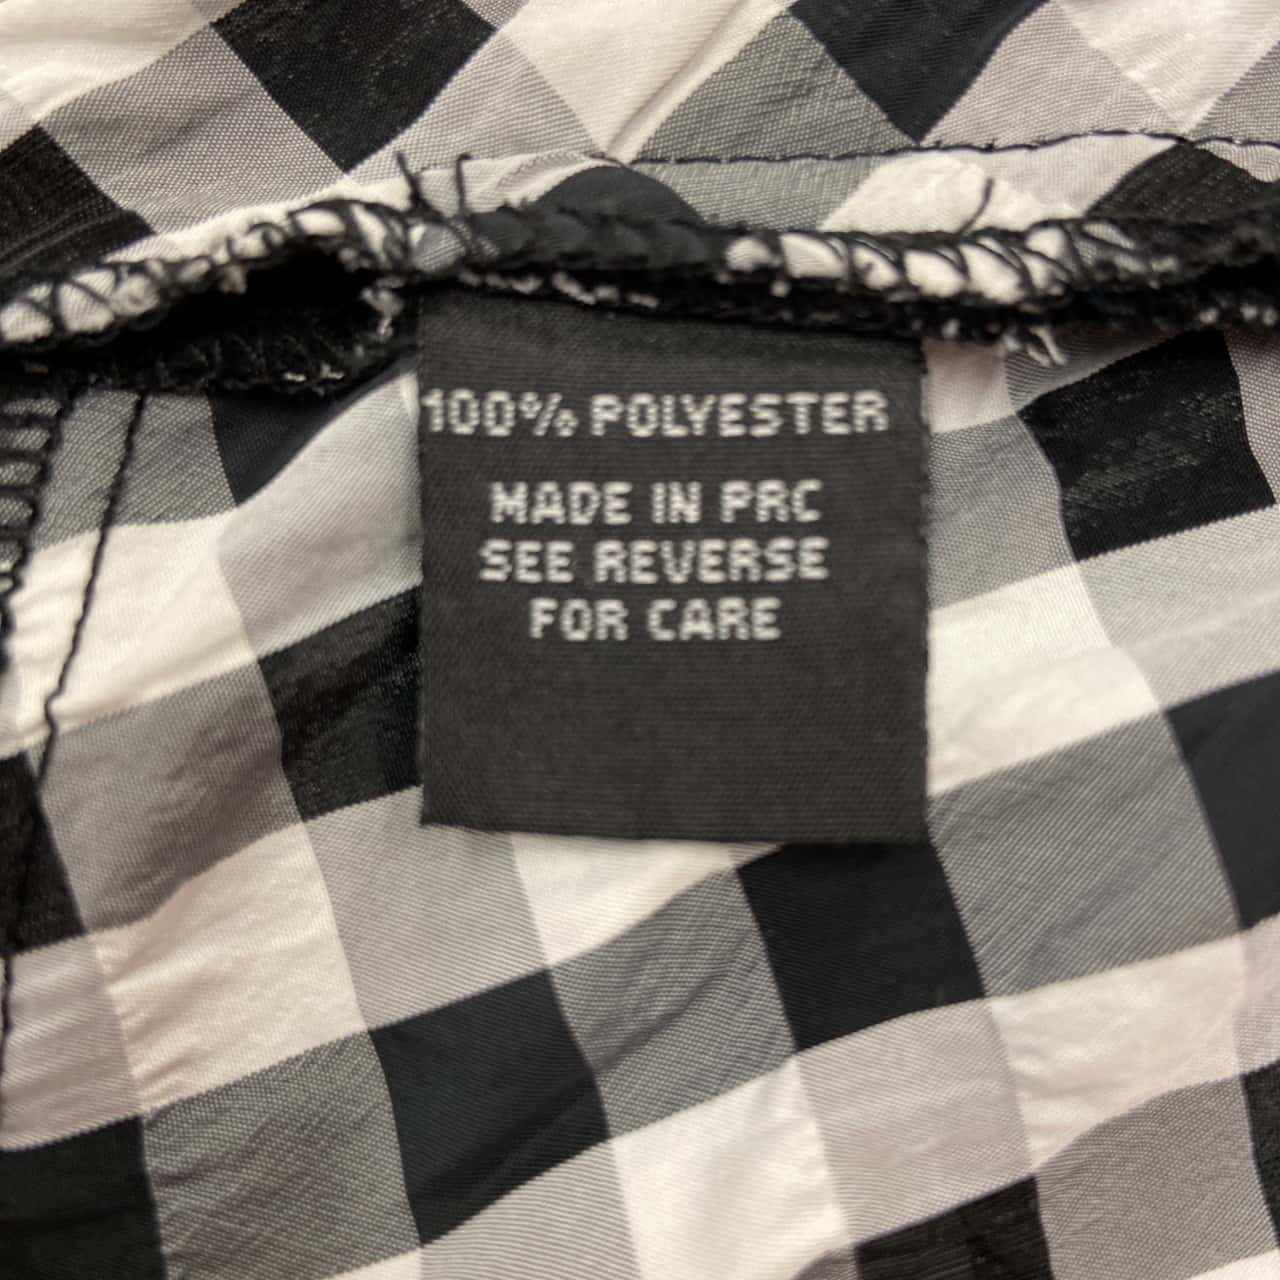 100% POLYESTER
MADE IN PRC
SEE REVERSE
FOR CARE